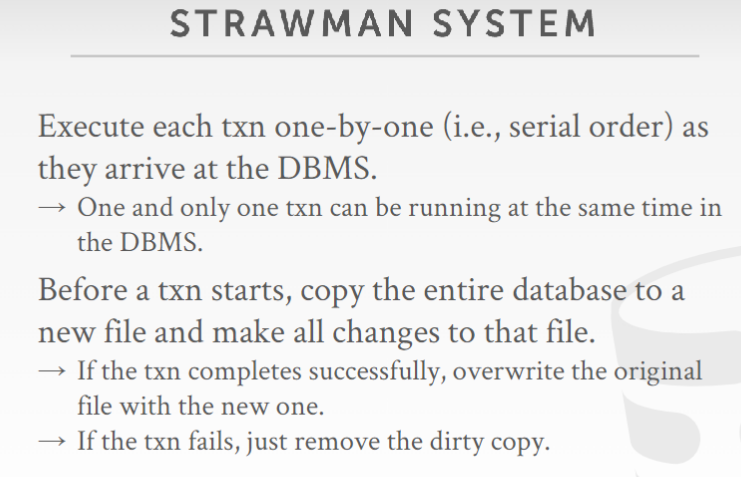 STRAWMAN SYSTEM
Execute each txn one-by-one (i.e., serial order) as
they arrive at the DBMS.
→ One and only one txn can be running at the same time in
the DBMS.
Before a txn starts, copy the entire database to a
new file and make all changes to that file.
→ If the txn completes successfully, overwrite the original
file with the new one.
→ If the txn fails, just remove the dirty copy.